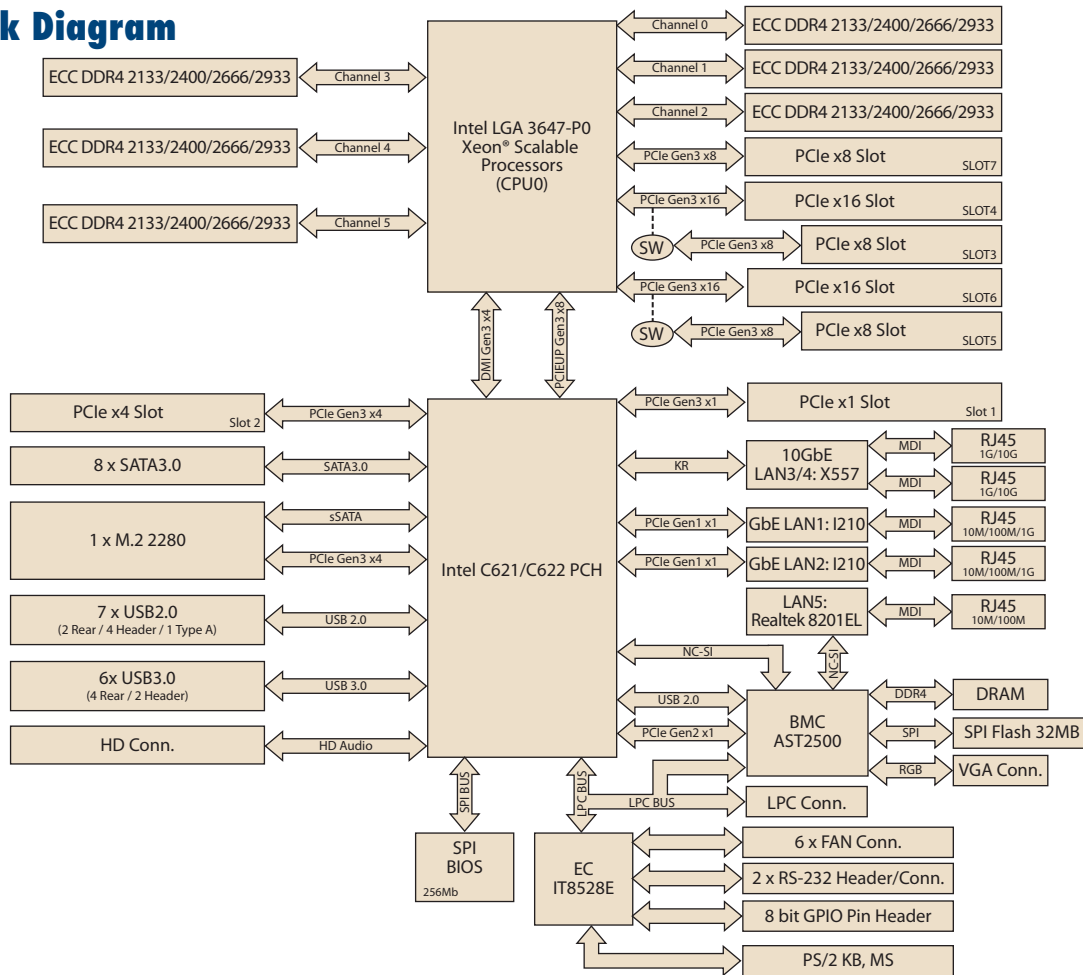 k Diagram
Channel 0
ECC DDR4 2133/2400/2666/2933
Channel 1
ECC DDR4 2133/2400/2666/2933
Channel 2
ECC DDR4 2133/2400/2666/2933
ECC DDR4 2133/2400/2666/2933
Channel 3
ECC DDR4 2133/2400/2666/2933
Channel 4
ECC DDR4 2133/2400/2666/2933
Channel 5
Intel LGA 3647-P0
Xeon® Scalable
Processors
(CPU0)
PCIe Gen3 x8
PCIe x8 Slot
SLOT7
PCIe Gen3 x16
PCIe x16 Slot
SLOT4
SW
PCIe Gen3 x8
PCIe x8 Slot
SLOT3
PCIe Gen3 x16
PCIe x16 Slot
SLOT6
SW
PCIe Gen3 x8
PCIe x8 Slot
SLOT5
DMI Gen3 x4
PCIEUP Gen3 x8
PCIe x4 Slot
Slot 2
PCIe Gen3 x4
8 x SATA3.0
SATA3.0
1 x M.2 2280
sSATA
PCIe Gen3 x4
7 x USB2.0
(2 Rear / 4 Header / 1 Type A)
USB 2.0
6x USB3.0
(4 Rear / 2 Header)
USB 3.0
HD Conn.
HD Audio
Intel C621/C622 PCH
PCIe Gen3 x1
PCIe x1 Slot
Slot 1
KR
10GbE
LAN3/4: X557
MDI
RJ45
1G/10G
MDI
RJ45
1G/10G
PCIe Gen1 x1
GbE LAN1: I210
MDI
RJ45
10M/100M/1G
PCIe Gen1 x1
GbE LAN2: I210
MDI
RJ45
10M/100M/1G
LAN5:
Realtek 8201EL
MDI
RJ45
10M/100M
NC-SI
NC-SI
USB 2.0
PCIe Gen2 x1
BMC
AST2500
DDR4
DRAM
SPI
SPI Flash 32MB
RGB
VGA Conn.
SPI BUS
LPC BUS
LPC BUS
LPC Conn.
SPI
BIOS
256Mb
EC
IT8528E
6 x FAN Conn.
2 x RS-232 Header/Conn.
8 bit GPIO Pin Header
PS/2 KB, MS